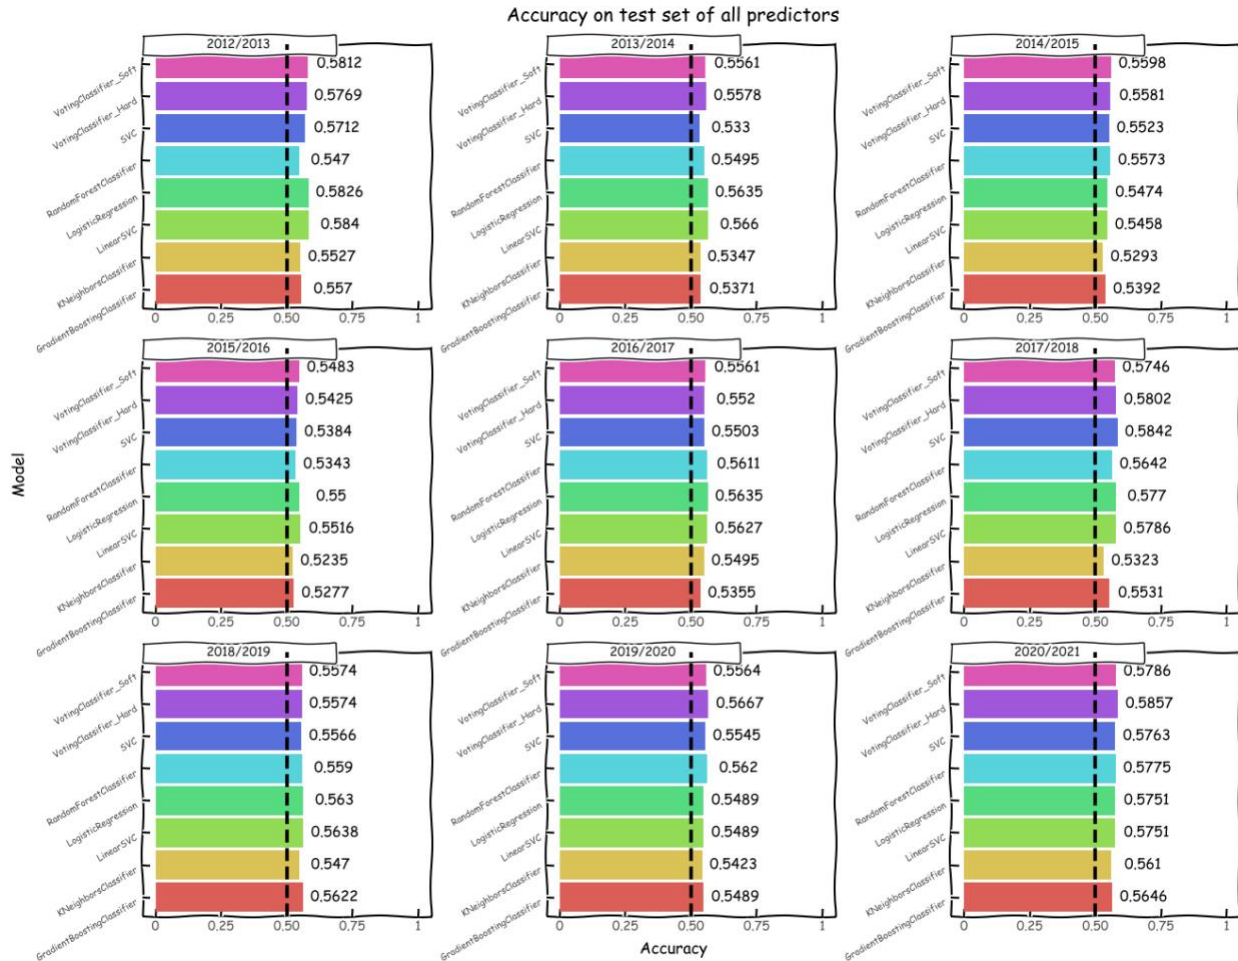 Accuracy on test set of all predictors
Model
2012/2013
VotingClassifier_Soft 0.5812
VotingClassifier_Hard 0.5769
SVC 0.5712
RandomForestClassifier 0.547
LogisticRegression 0.5826
LinearSVC 0.584
KNeighborsClassifier 0.5527
GradientBoostingClassifier 0.557
0 0.25 0.50 0.75 1
2013/2014
VotingClassifier_Soft 0.5561
VotingClassifier_Hard 0.5578
SVC 0.533
RandomForestClassifier 0.5495
LogisticRegression 0.5635
LinearSVC 0.566
KNeighborsClassifier 0.5347
GradientBoostingClassifier 0.5371
0 0.25 0.50 0.75 1
2014/2015
VotingClassifier_Soft 0.5598
VotingClassifier_Hard 0.5581
SVC 0.5523
RandomForestClassifier 0.5573
LogisticRegression 0.5474
LinearSVC 0.5458
KNeighborsClassifier 0.5293
GradientBoostingClassifier 0.5392
0 0.25 0.50 0.75 1
2015/2016
VotingClassifier_Soft 0.5483
VotingClassifier_Hard 0.5425
SVC 0.5384
RandomForestClassifier 0.5343
LogisticRegression 0.55
LinearSVC 0.5516
KNeighborsClassifier 0.5235
GradientBoostingClassifier 0.5277
0 0.25 0.50 0.75 1
2016/2017
VotingClassifier_Soft 0.5561
VotingClassifier_Hard 0.552
SVC 0.5503
RandomForestClassifier 0.5611
LogisticRegression 0.5635
LinearSVC 0.5627
KNeighborsClassifier 0.5495
GradientBoostingClassifier 0.5355
0 0.25 0.50 0.75 1
2017/2018
VotingClassifier_Soft 0.5746
VotingClassifier_Hard 0.5802
SVC 0.5842
RandomForestClassifier 0.5642
LogisticRegression 0.577
LinearSVC 0.5786
KNeighborsClassifier 0.5323
GradientBoostingClassifier 0.5531
0 0.25 0.50 0.75 1
2018/2019
VotingClassifier_Soft 0.5574
VotingClassifier_Hard 0.5574
SVC 0.5566
RandomForestClassifier 0.559
LogisticRegression 0.563
LinearSVC 0.5638
KNeighborsClassifier 0.547
GradientBoostingClassifier 0.5622
0 0.25 0.50 0.75 1
2019/2020
VotingClassifier_Soft 0.5564
VotingClassifier_Hard 0.5667
SVC 0.5545
RandomForestClassifier 0.562
LogisticRegression 0.5489
LinearSVC 0.5489
KNeighborsClassifier 0.5423
GradientBoostingClassifier 0.5489
0 0.25 0.50 0.75 1
2020/2021
VotingClassifier_Soft 0.5786
VotingClassifier_Hard 0.5857
SVC 0.5763
RandomForestClassifier 0.5775
LogisticRegression 0.5751
LinearSVC 0.5751
KNeighborsClassifier 0.561
GradientBoostingClassifier 0.5646
0 0.25 0.50 0.75 1
Accuracy